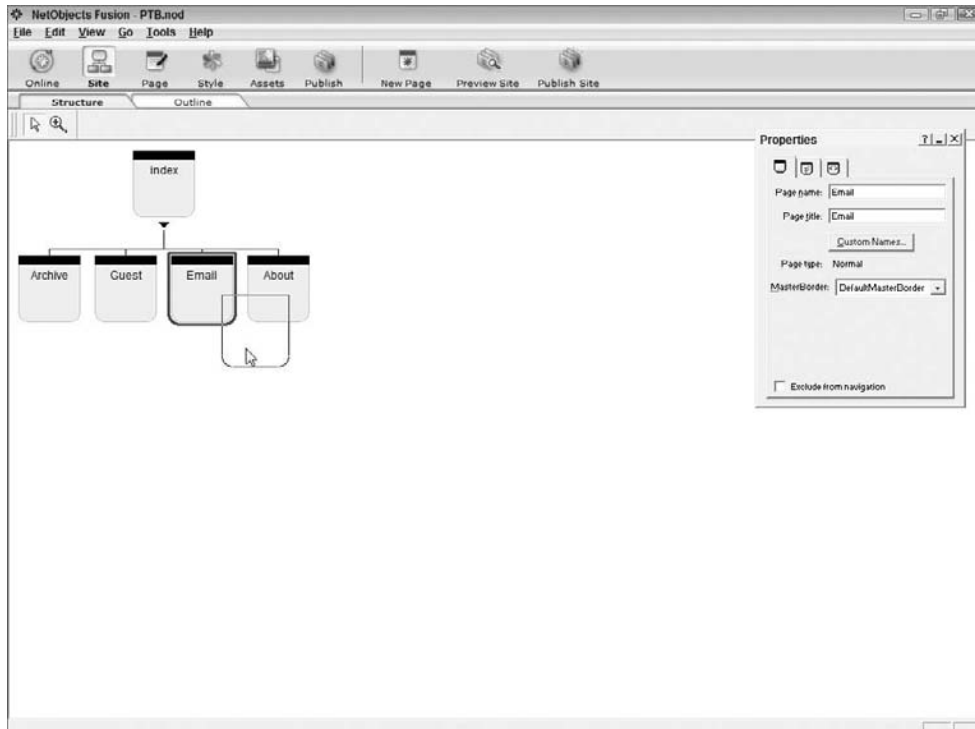 NetObjects Fusion - PTB.nod
File Edit View Go Tools Help
Online Site Page Style Assets Publish New Page Preview Site Publish Site
Structure Outline
Properties
Index
Page name: Email
Page title: Email
Custom Names...
Archive Guest Email About
Page type: Normal
MasterBorder: DefaultMasterBorder
Exclude from navigation